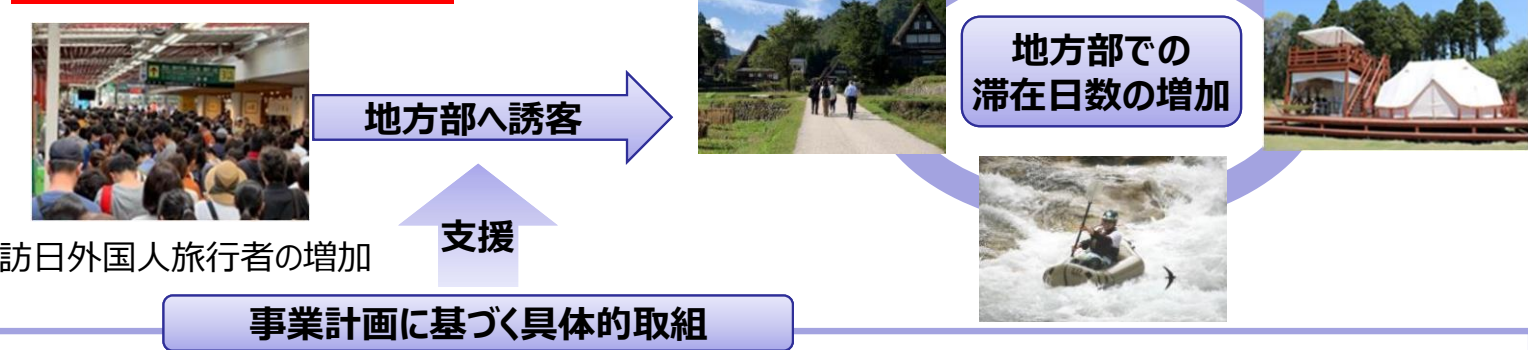 地方部での
滞在日数の増加
地方部へ誘客
支援
訪日外国人旅行者の増加
事業計画に基づく具体的取組